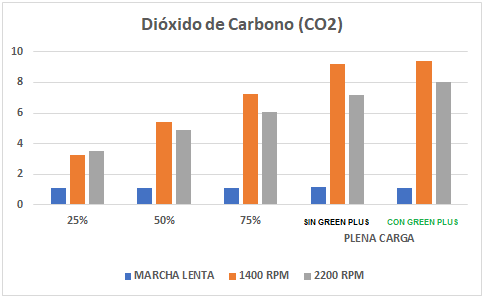 Dióxido de Carbono (CO2)
10
8
6
4
2
0
25%
50%
75%
SIN GREEN PLUS
CON GREEN PLUS
PLENA CARGA
MARCHA LENTA
1400 RPM
2200 RPM